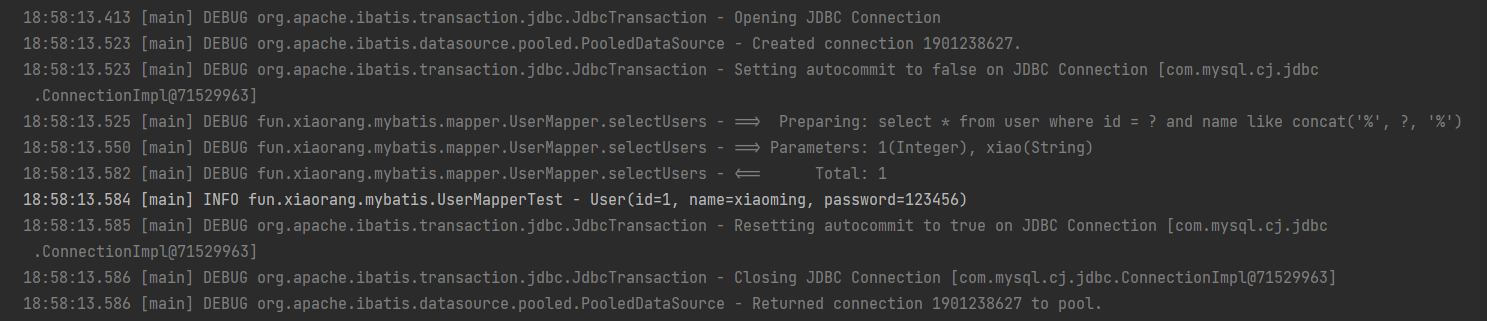 18:58:13.413 [main] DEBUG org.apache.ibatis.transaction.jdbc.JdbcTransaction - Opening JDBC Connection
18:58:13.523 [main] DEBUG org.apache.ibatis.datasource.pooled.PooledDataSource - Created connection 1901238627.
18:58:13.523 [main] DEBUG org.apache.ibatis.transaction.jdbc.JdbcTransaction - Setting autocommit to false on JDBC Connection [com.mysql.cj.jdbc
.ConnectionImpl@71529963]
18:58:13.525 [main] DEBUG fun.xiaorang.mybatis.mapper.UserMapper.selectUsers - ==>  Preparing: select * from user where id = ? and name like concat('%', ?, '%')
18:58:13.550 [main] DEBUG fun.xiaorang.mybatis.mapper.UserMapper.selectUsers - ==> Parameters: 1(Integer), xiao(String)
18:58:13.582 [main] DEBUG fun.xiaorang.mybatis.mapper.UserMapper.selectUsers - <==      Total: 1
18:58:13.584 [main] INFO fun.xiaorang.mybatis.UserMapperTest - User(id=1, name=xiaoming, password=123456)
18:58:13.585 [main] DEBUG org.apache.ibatis.transaction.jdbc.JdbcTransaction - Resetting autocommit to true on JDBC Connection [com.mysql.cj.jdbc
.ConnectionImpl@71529963]
18:58:13.586 [main] DEBUG org.apache.ibatis.transaction.jdbc.JdbcTransaction - Closing JDBC Connection [com.mysql.cj.jdbc.ConnectionImpl@71529963]
18:58:13.586 [main] DEBUG org.apache.ibatis.datasource.pooled.PooledDataSource - Returned connection 1901238627 to pool.